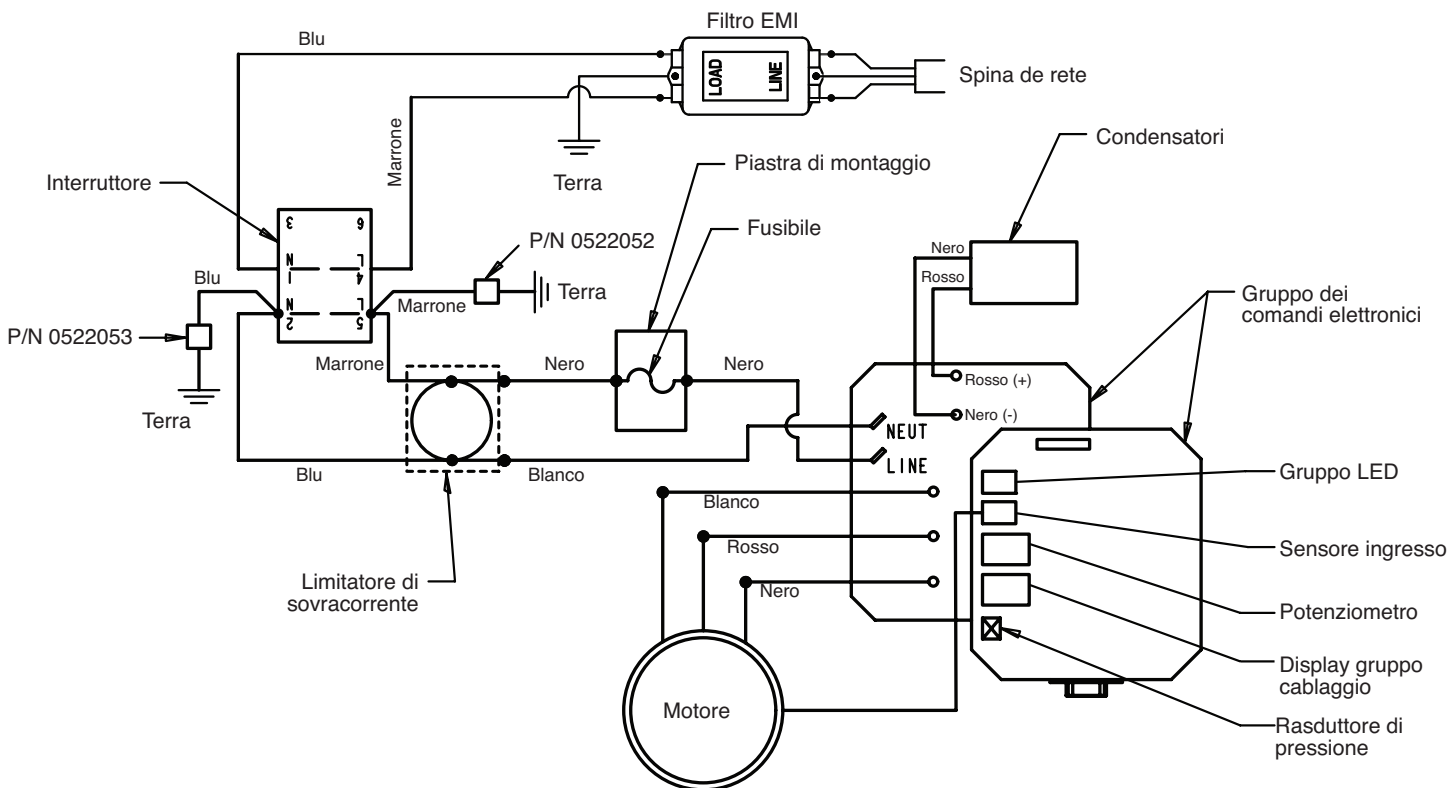 Filtro EMI
Blu
LOAD
LINE
Spina de rete
Marrone
Terra
Condensatori
Piastra di montaggio
Interruttore
Fusibile
3
6
N
1
L
4
N
2
L
5
P/N 0522052
Nero
Rosso
Blu
Marrone
Terra
Gruppo dei
comandi elettronici
P/N 0522053
Marrone
Nero
Nero
Rosso (+)
Nero (-)
Terra
NEUT
LINE
Blu
Blanco
Gruppo LED
Blanco
Rosso
Sensore ingresso
Limitatore di
sovracorrente
Nero
Potenziometro
Display gruppo
cablaggio
Motore
Rasduttore di
pressione